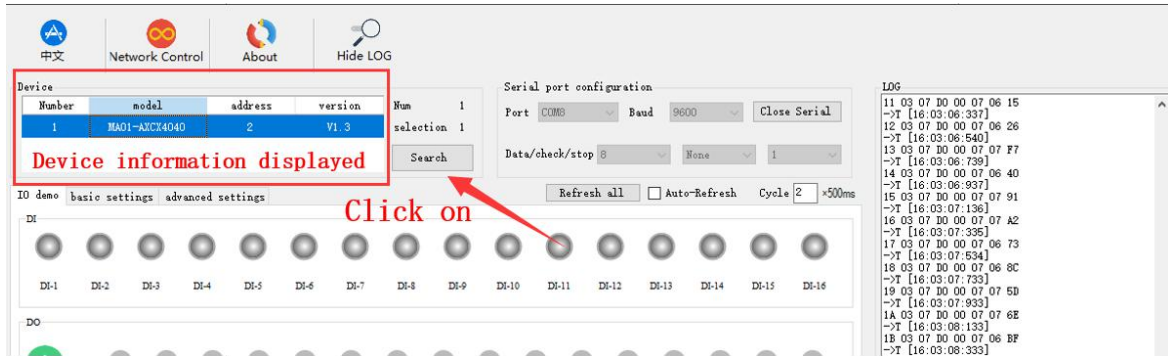 中文 Network Control About Hide LOG
Device
Number model address version
1 MA01-AXCX4040 2 V1.3
Device information displayed
Num 1
selection 1
Search
Serial port configuration
Port COM8 Baud 9600 Close Serial
Data/check/stop 8 None 1
IO demo basic settings advanced settings
Refresh all Auto-Refresh Cycle 2 ×500ms
Click on
DI
DI-1 DI-2 DI-3 DI-4 DI-5 DI-6 DI-7 DI-8 DI-9 DI-10 DI-11 DI-12 DI-13 DI-14 DI-15 DI-16
DO
LOG
11 03 07 D0 00 07 06 15
->T [16:03:06:337]
12 03 07 D0 00 07 06 26
->T [16:03:06:540]
13 03 07 D0 00 07 07 F7
->T [16:03:06:739]
14 03 07 D0 00 07 06 40
->T [16:03:06:937]
15 03 07 D0 00 07 07 91
->T [16:03:07:136]
16 03 07 D0 00 07 07 A2
->T [16:03:07:335]
17 03 07 D0 00 07 06 73
->T [16:03:07:534]
18 03 07 D0 00 07 06 8C
->T [16:03:07:733]
19 03 07 D0 00 07 07 5D
->T [16:03:07:933]
1A 03 07 D0 00 07 07 6E
->T [16:03:08:133]
1B 03 07 D0 00 07 06 BF
->T [16:03:08:333]